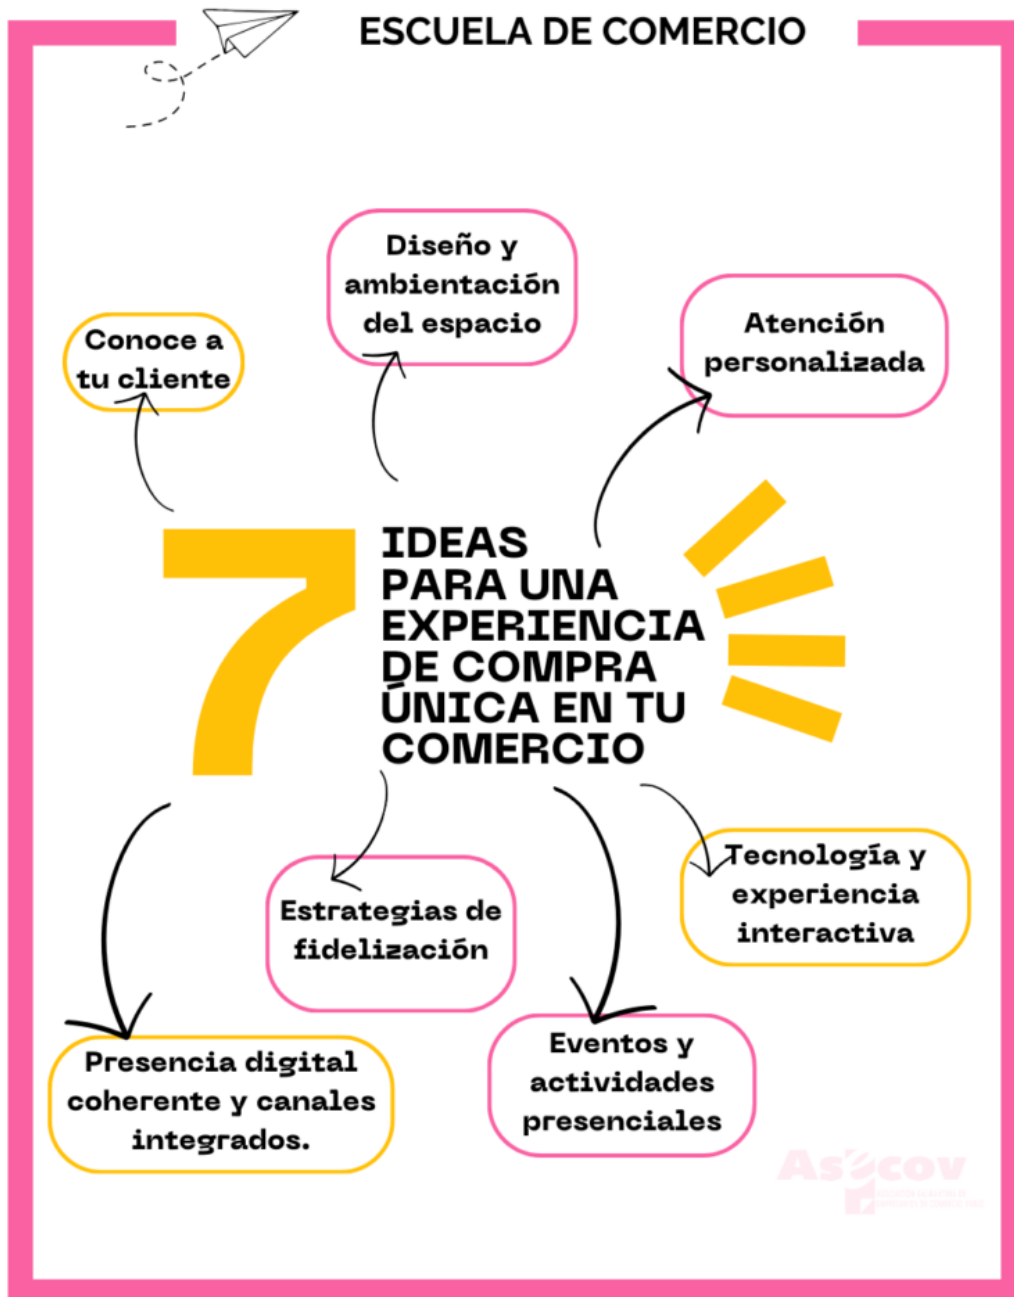 ESCUELA DE COMERCIO
Diseño y
ambientación
del espacio
Conoce a
tu cliente
Atención
personalizada
7
IDEAS
PARA UNA
EXPERIENCIA
DE COMPRA
ÚNICA EN TU
COMERCIO
Tecnología y
experiencia
interactiva
Estrategias de
fidelización
Presencia digital
coherente y canales
integrados.
Eventos y
actividades
presenciales
Asecov